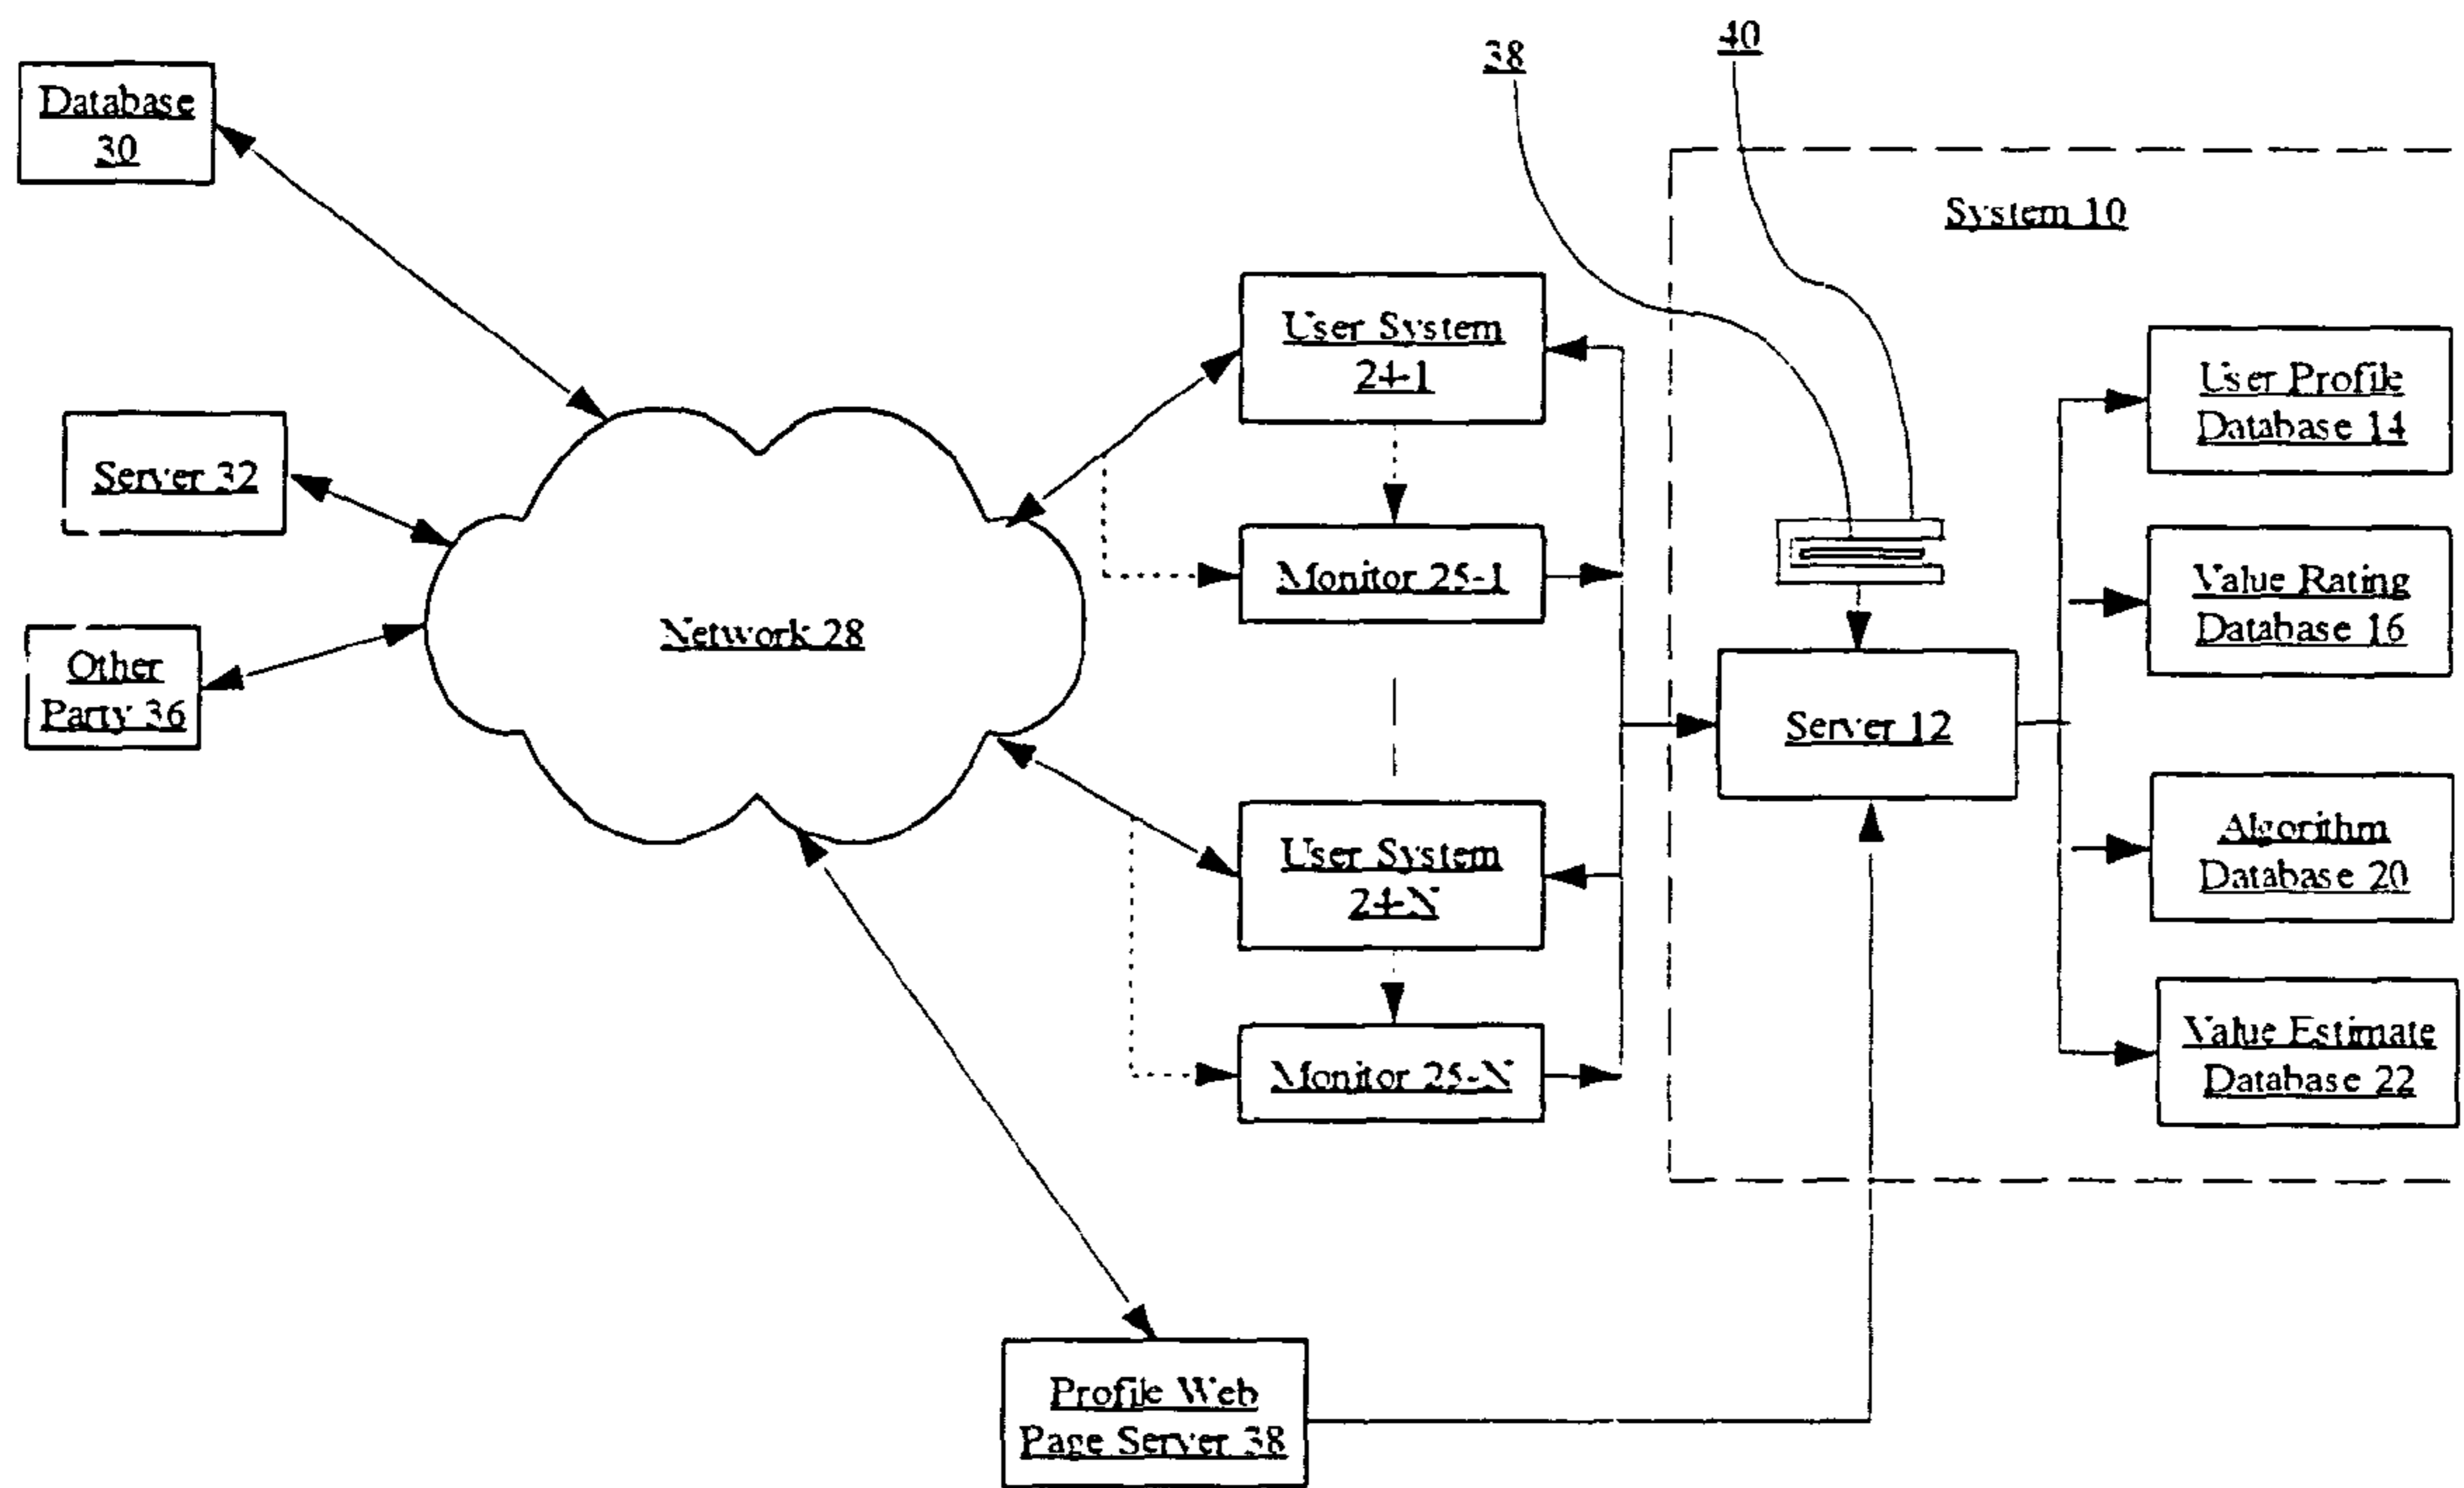 38
40
Database
30
System 10
User System
24-1
User Profile
Database 14
Server 32
Monitor 25-1
Value Rating
Database 16
Network 28
Other
Party 36
Server 12
User System
24-N
Algorithm
Database 20
Monitor 25-N
Value Estimate
Database 22
Profile Web
Page Server 38